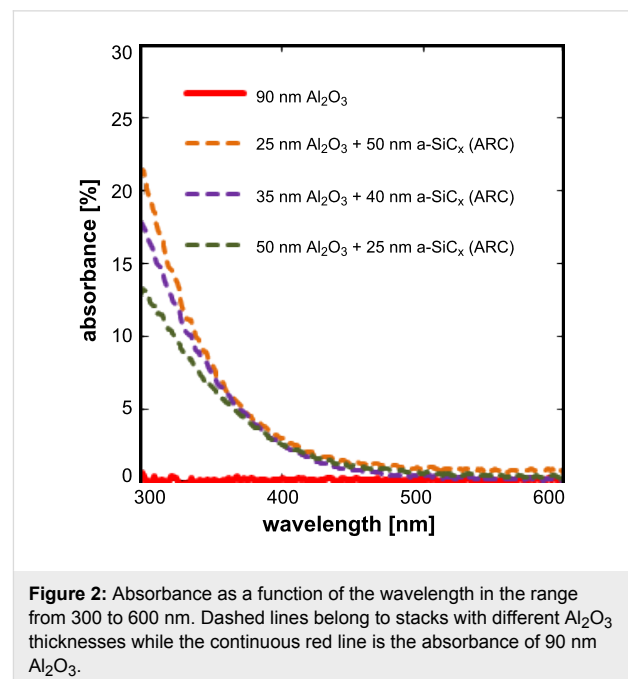 30
25
20
15
10
5
0
absorbance [%]
90 nm Al₂O₃
25 nm Al₂O₃ + 50 nm a-SiCₓ (ARC)
35 nm Al₂O₃ + 40 nm a-SiCₓ (ARC)
50 nm Al₂O₃ + 25 nm a-SiCₓ (ARC)
300 400 500 600
wavelength [nm]
Figure 2: Absorbance as a function of the wavelength in the range
from 300 to 600 nm. Dashed lines belong to stacks with different Al₂O₃
thicknesses while the continuous red line is the absorbance of 90 nm
Al₂O₃.